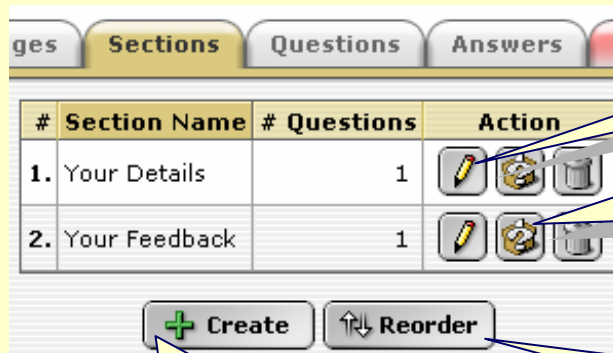 ges Sections Questions Answers
# Section Name # Questions Action
1. Your Details 1
2. Your Feedback 1
Create Reorder